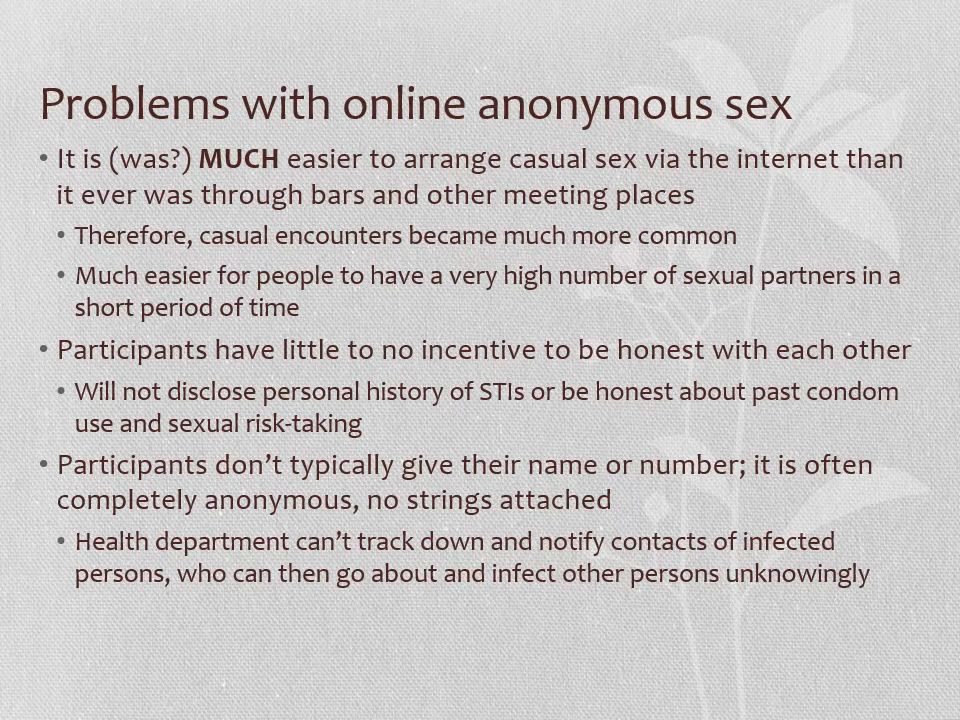 Problems with online anonymous sex
• It is (was?) MUCH easier to arrange casual sex via the internet than
it ever was through bars and other meeting places
• Therefore, casual encounters became much more common
• Much easier for people to have a very high number of sexual partners in a
short period of time
• Participants have little to no incentive to be honest with each other
• Will not disclose personal history of STIs or be honest about past condom
use and sexual risk-taking
• Participants don’t typically give their name or number; it is often
completely anonymous, no strings attached
• Health department can’t track down and notify contacts of infected
persons, who can then go about and infect other persons unknowingly